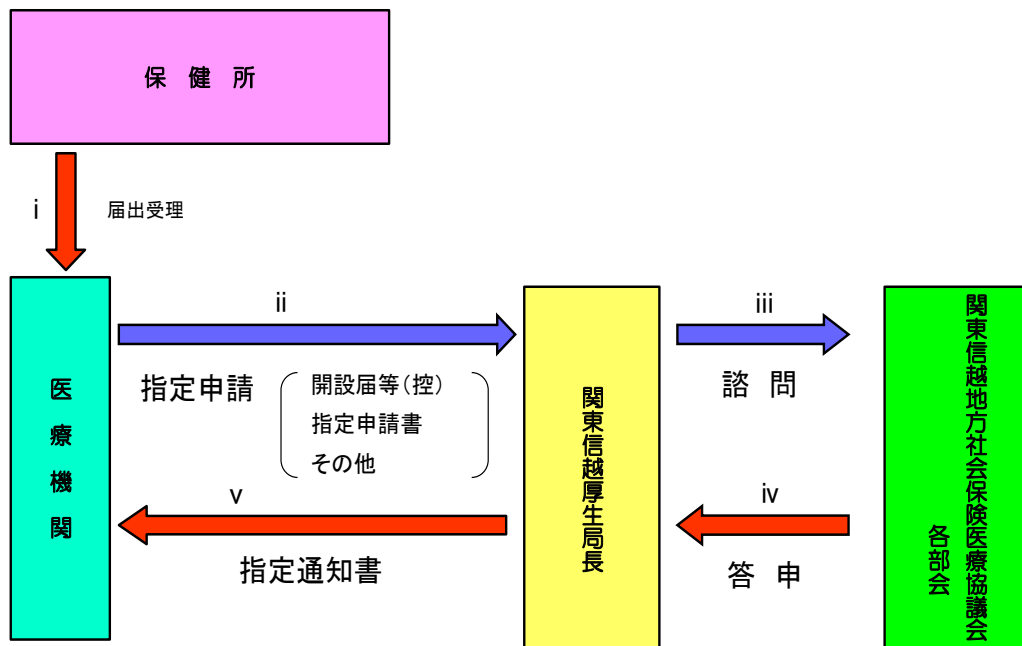 保 健 所
i
届出受理
ii
iii
医療機関
指定申請
開設届等(控)
指定申請書
その他
関東信越厚生局長
諮 問
関東信越地方社会保険医療協議会
各部会
v
iv
指定通知書
答 申